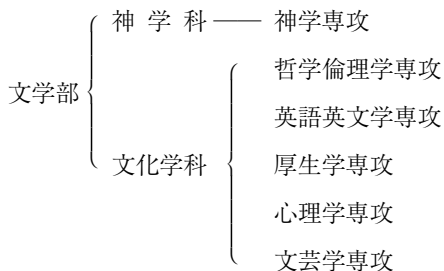 神学科 神学専攻
哲学倫理学専攻
文学部
英語英文学専攻
文化学科 厚生学専攻
心理学専攻
文芸学専攻